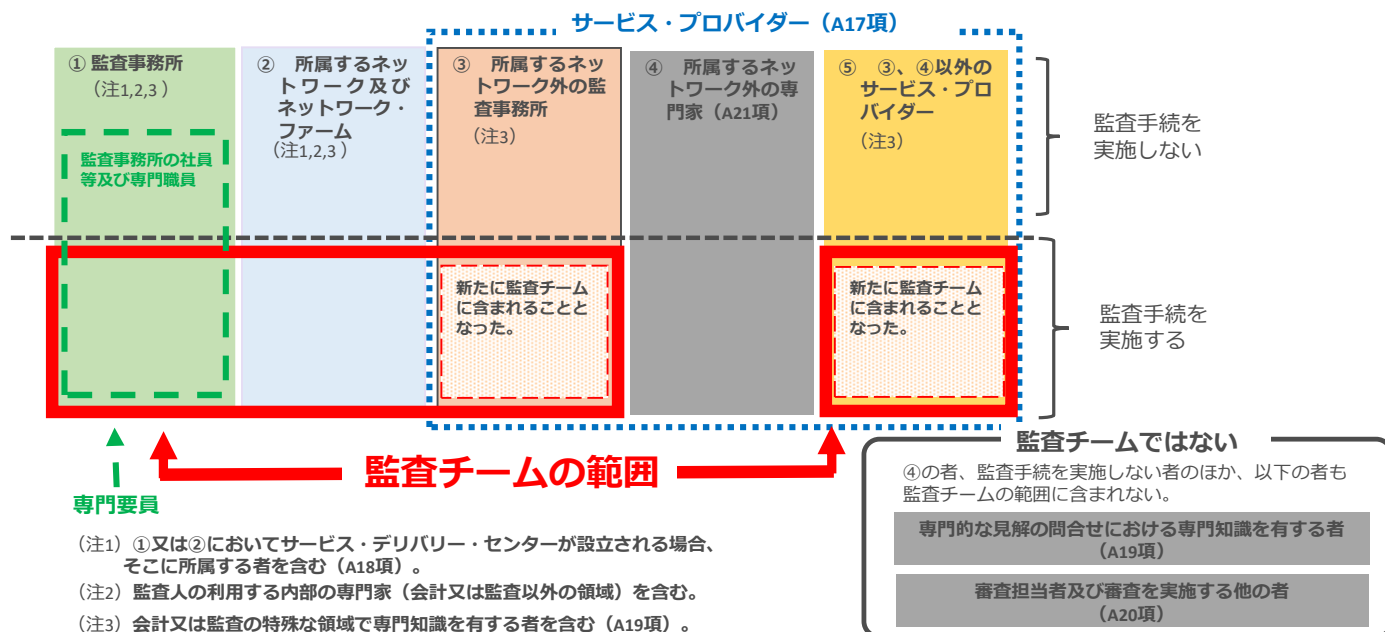 サービス・プロバイダー（A17項）
① 監査事務所
（注1,2,3 ）
監査事務所の社員
等及び専門職員
② 所属するネッ
トワーク及び
ネットワーク・
ファーム
（注1,2,3 ）
③ 所属するネッ
トワーク外の監
査事務所
（注3）
④ 所属するネッ
トワーク外の専
門家（A21項）
⑤ ③、④以外の
サービス・プロ
バイダー
（注3）
監査手続を
実施しない
新たに監査チーム
に含まれることと
なった。
新たに監査チーム
に含まれることと
なった。
監査手続を
実施する
監査チームの範囲
専門要員
（注1）①又は②においてサービス・デリバリー・センターが設立される場合、
そこに所属する者を含む（A18項）。
（注2）監査人の利用する内部の専門家（会計又は監査以外の領域）を含む。
（注3）会計又は監査の特殊な領域で専門知識を有する者を含む（A19項）。
監査チームではない
④の者、監査手続を実施しない者のほか、以下の者も
監査チームの範囲に含まれない。
専門的な見解の問合せにおける専門知識を有する者
（A19項）
審査担当者及び審査を実施する他の者
（A20項）